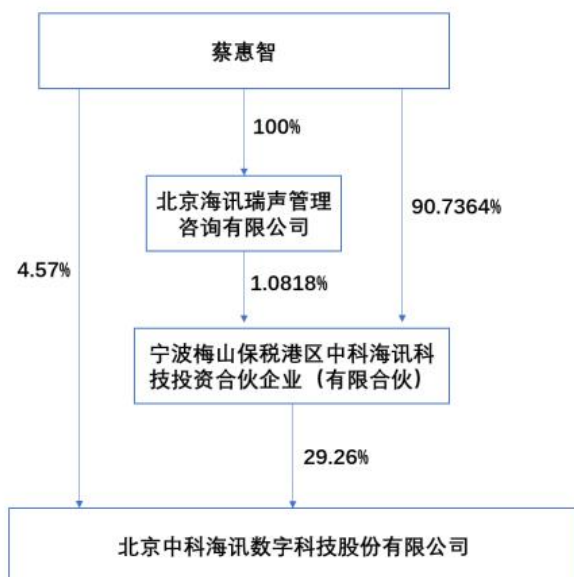 蔡惠智
100%
北京海讯瑞声管理
咨询有限公司
90.7364%
4.57%
1.0818%
宁波梅山保税港区中科海讯科
技投资合伙企业（有限合伙）
29.26%
北京中科海讯数字科技股份有限公司